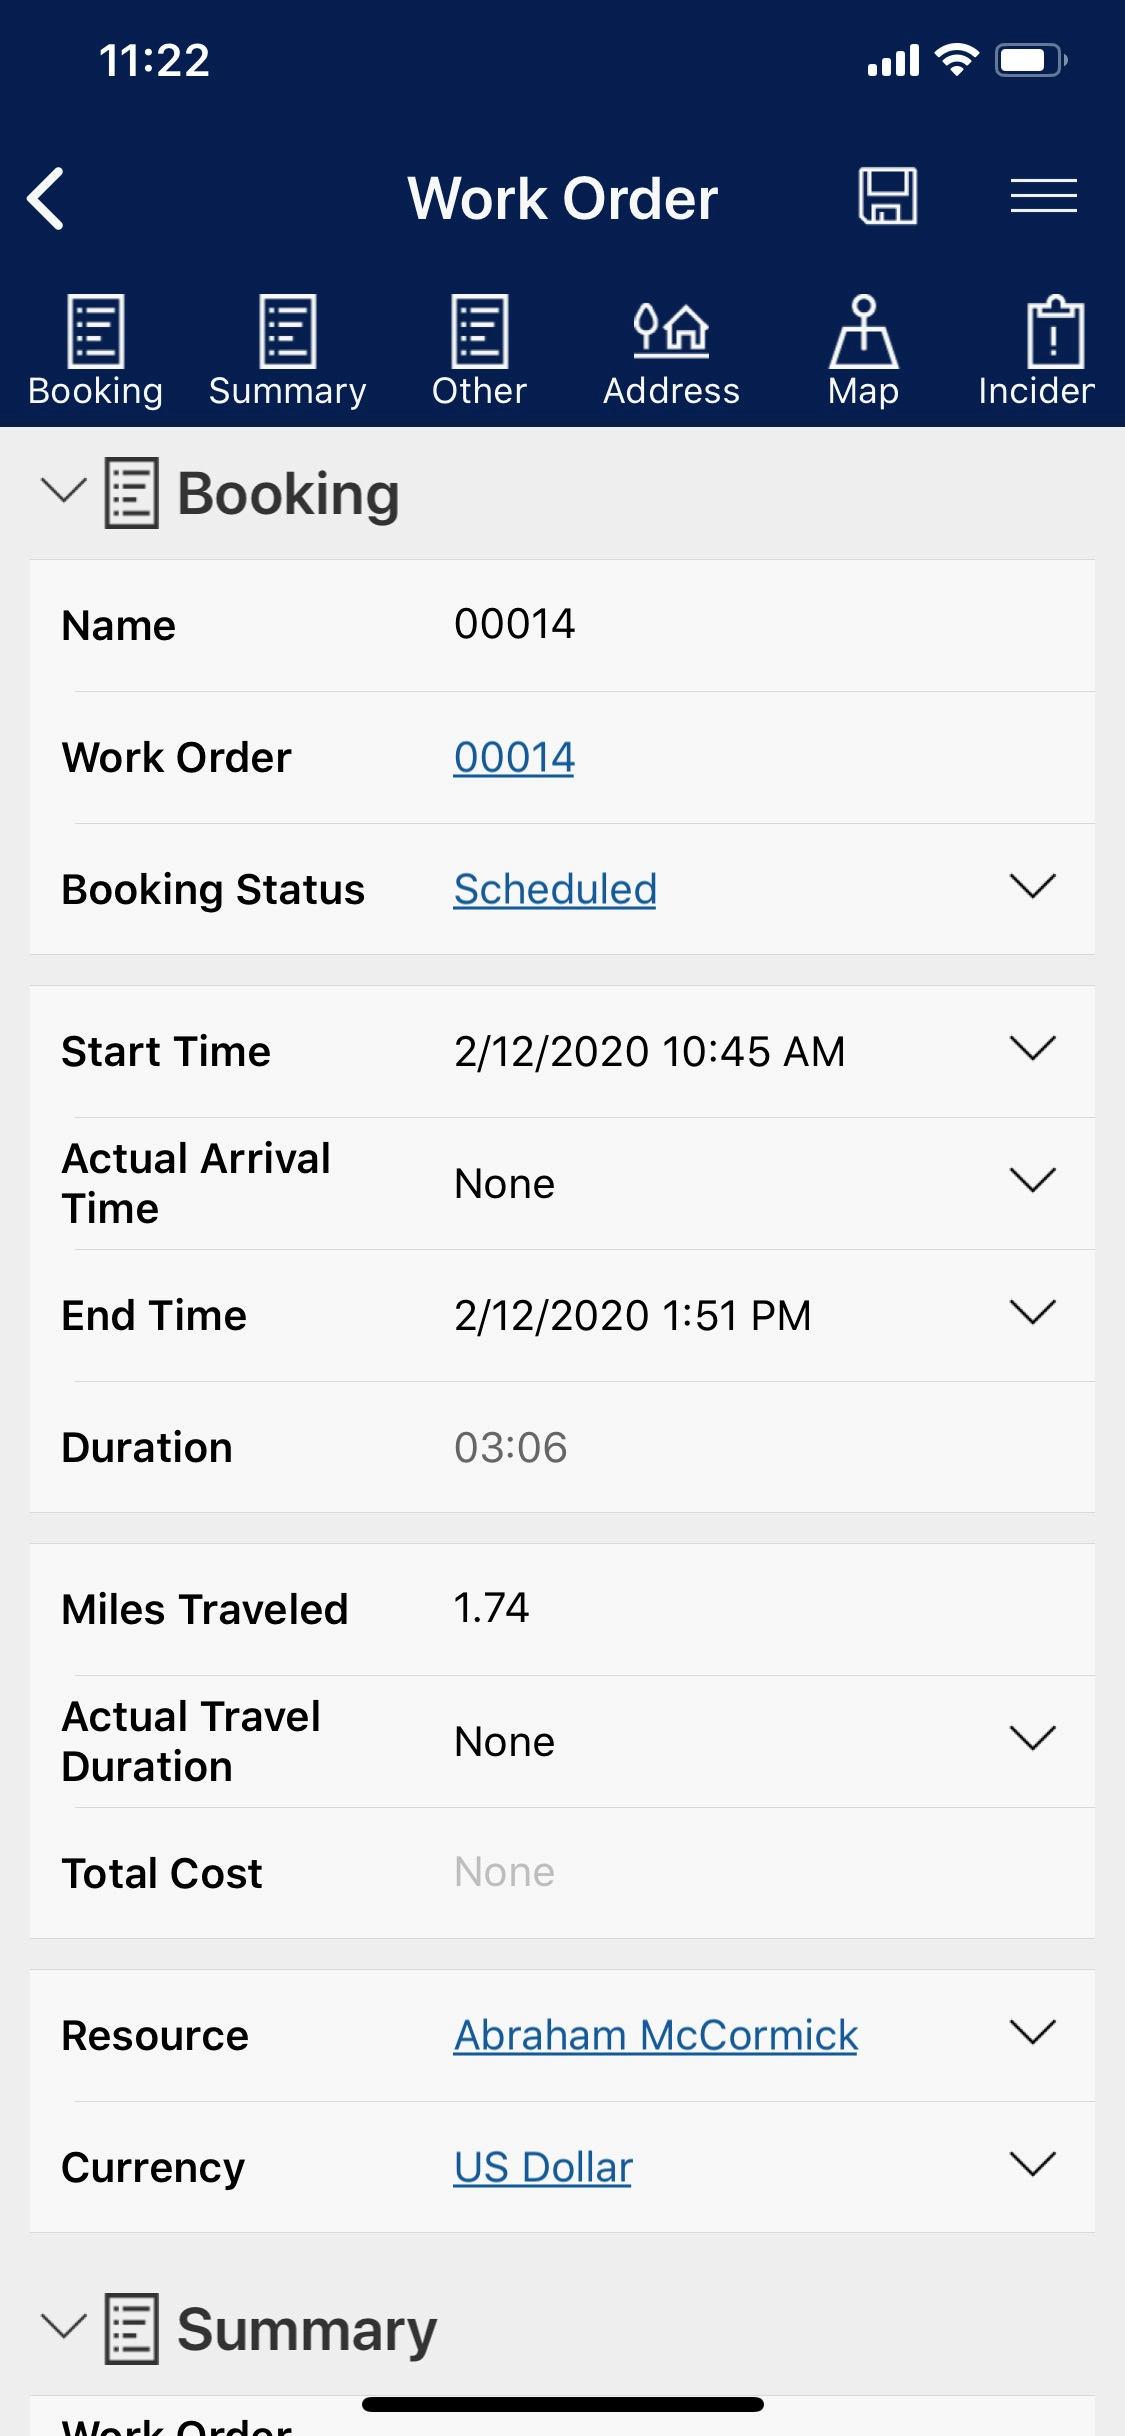 11:22
Work Order
Booking Summary Other Address Map Inciden
Booking
Name 00014
Work Order 00014
Booking Status Scheduled
Start Time 2/12/2020 10:45 AM
Actual Arrival
Time None
End Time 2/12/2020 1:51 PM
Duration 03:06
Miles Traveled 1.74
Actual Travel
Duration None
Total Cost None
Resource Abraham McCormick
Currency US Dollar
Summary
Work Order